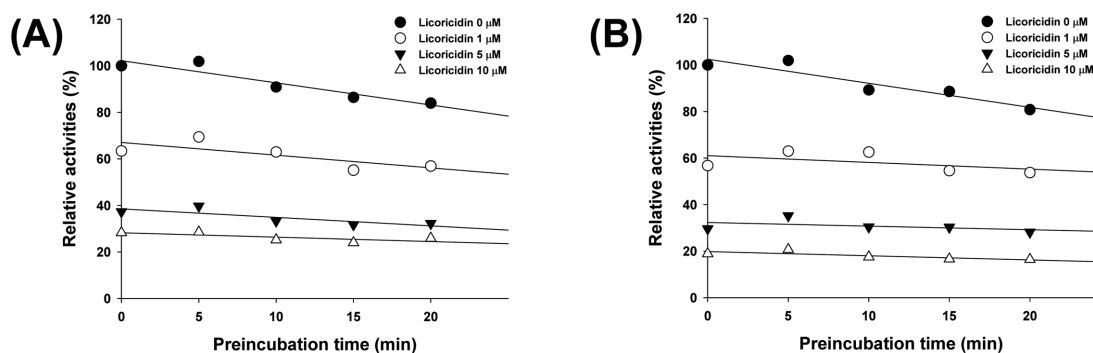 (A)
Licoricidin 0 μM
Licoricidin 1 μM
Licoricidin 5 μM
Licoricidin 10 μM
120
100
80
60
40
20
0
Relative activities (%)
0 5 10 15 20
Preincubation time (min)
(B)
Licoricidin 0 μM
Licoricidin 1 μM
Licoricidin 5 μM
Licoricidin 10 μM
120
100
80
60
40
20
0
Relative activities (%)
0 5 10 15 20
Preincubation time (min)